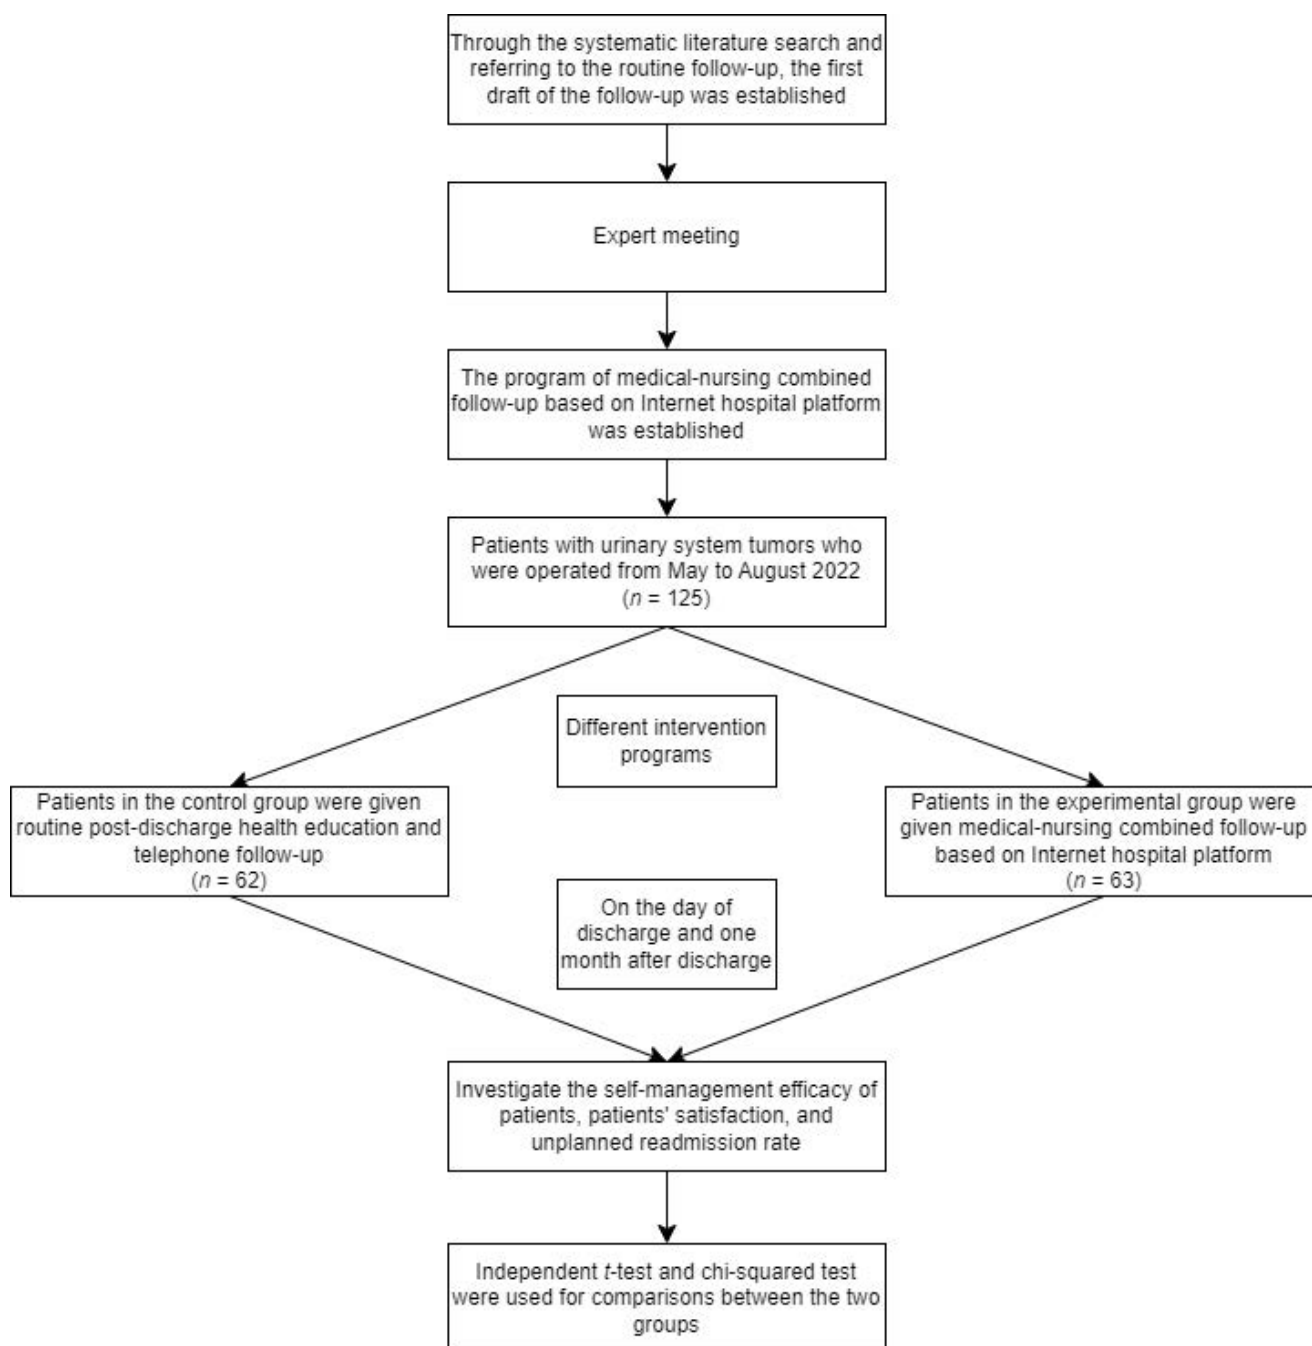 Through the systematic literature search and
referring to the routine follow-up, the first
draft of the follow-up was established
Expert meeting
The program of medical-nursing combined
follow-up based on Internet hospital platform
was established
Patients with urinary system tumors who
were operated from May to August 2022
(n = 125)
Different intervention
programs
Patients in the control group were given
routine post-discharge health education and
telephone follow-up
(n = 62)
Patients in the experimental group were
given medical-nursing combined follow-up
based on Internet hospital platform
(n = 63)
On the day of
discharge and one
month after discharge
Investigate the self-management efficacy of
patients, patients' satisfaction, and
unplanned readmission rate
Independent t-test and chi-squared test
were used for comparisons between the two
groups